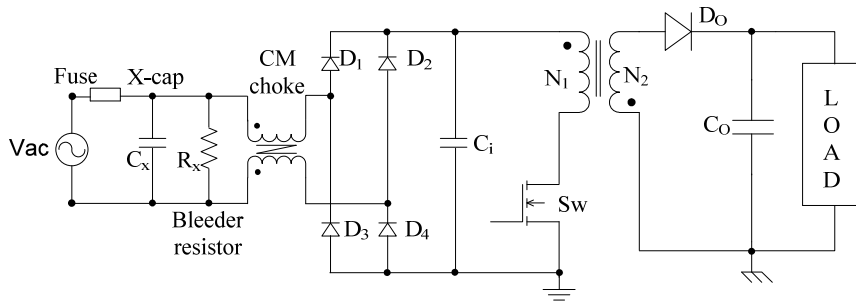 Fuse
X-cap
CM
choke
D1
D2
N1
N2
DO
Vac
Cx
Rx
Ci
CO
L
O
A
D
Sw
D3
D4
Bleeder
resistor